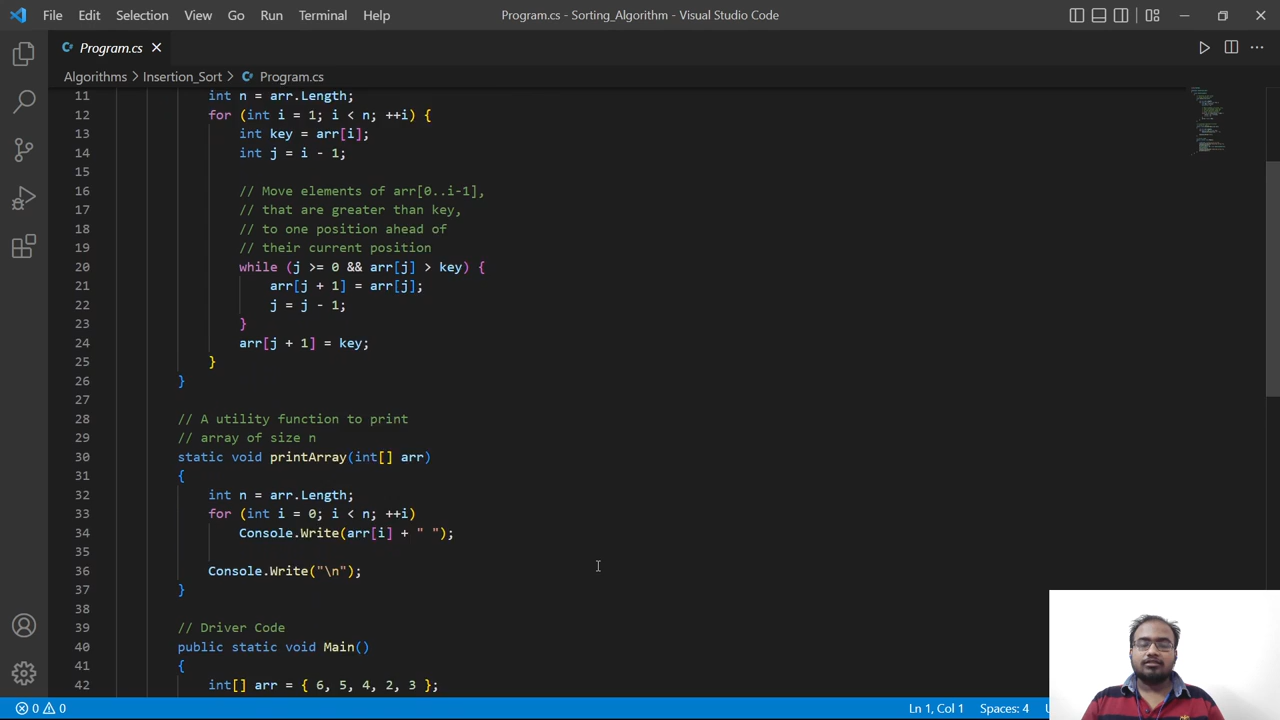 File Edit Selection View Go Run Terminal Help Program.cs - Sorting_Algorithm - Visual Studio Code
Program.cs
Algorithms > Insertion_Sort > Program.cs
11 int n = arr.Length;
12 for (int i = 1; i < n; ++i) {
13 int key = arr[i];
14 int j = i - 1;
15
16 // Move elements of arr[0..i-1],
17 // that are greater than key,
18 // to one position ahead of
19 // their current position
20 while (j >= 0 && arr[j] > key) {
21 arr[j + 1] = arr[j];
22 j = j - 1;
23 }
24 arr[j + 1] = key;
25 }
26 }
27
28 // A utility function to print
29 // array of size n
30 static void printArray(int[] arr)
31 {
32 int n = arr.Length;
33 for (int i = 0; i < n; ++i)
34 Console.Write(arr[i] + " ");
35
36 Console.Write("\n");
37 }
38
39 // Driver Code
40 public static void Main()
41 {
42 int[] arr = { 6, 5, 4, 2, 3 };
0 0 Ln 1, Col 1 Spaces: 4